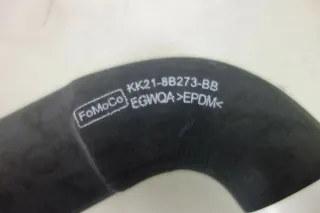 FoMoCo
KK21-8B273-BB
EGWQA >EPDM<